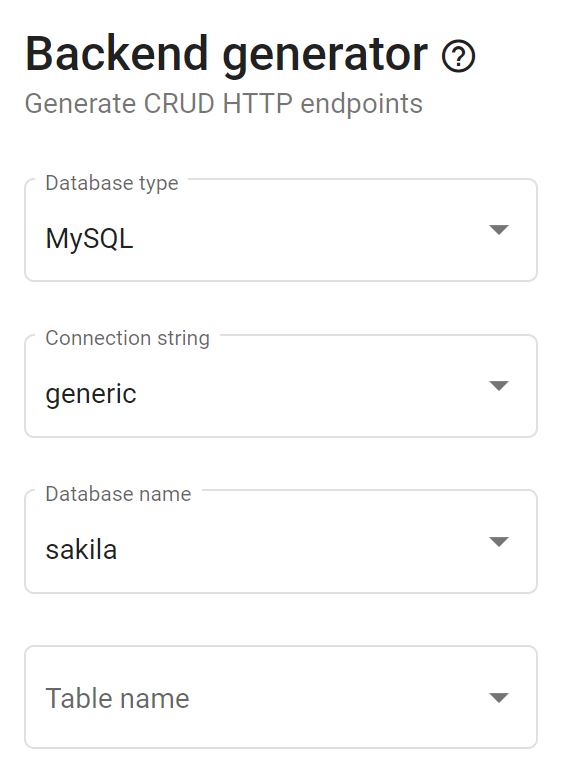 Backend generator ?
Generate CRUD HTTP endpoints
Database type
MySQL
Connection string
generic
Database name
sakila
Table name